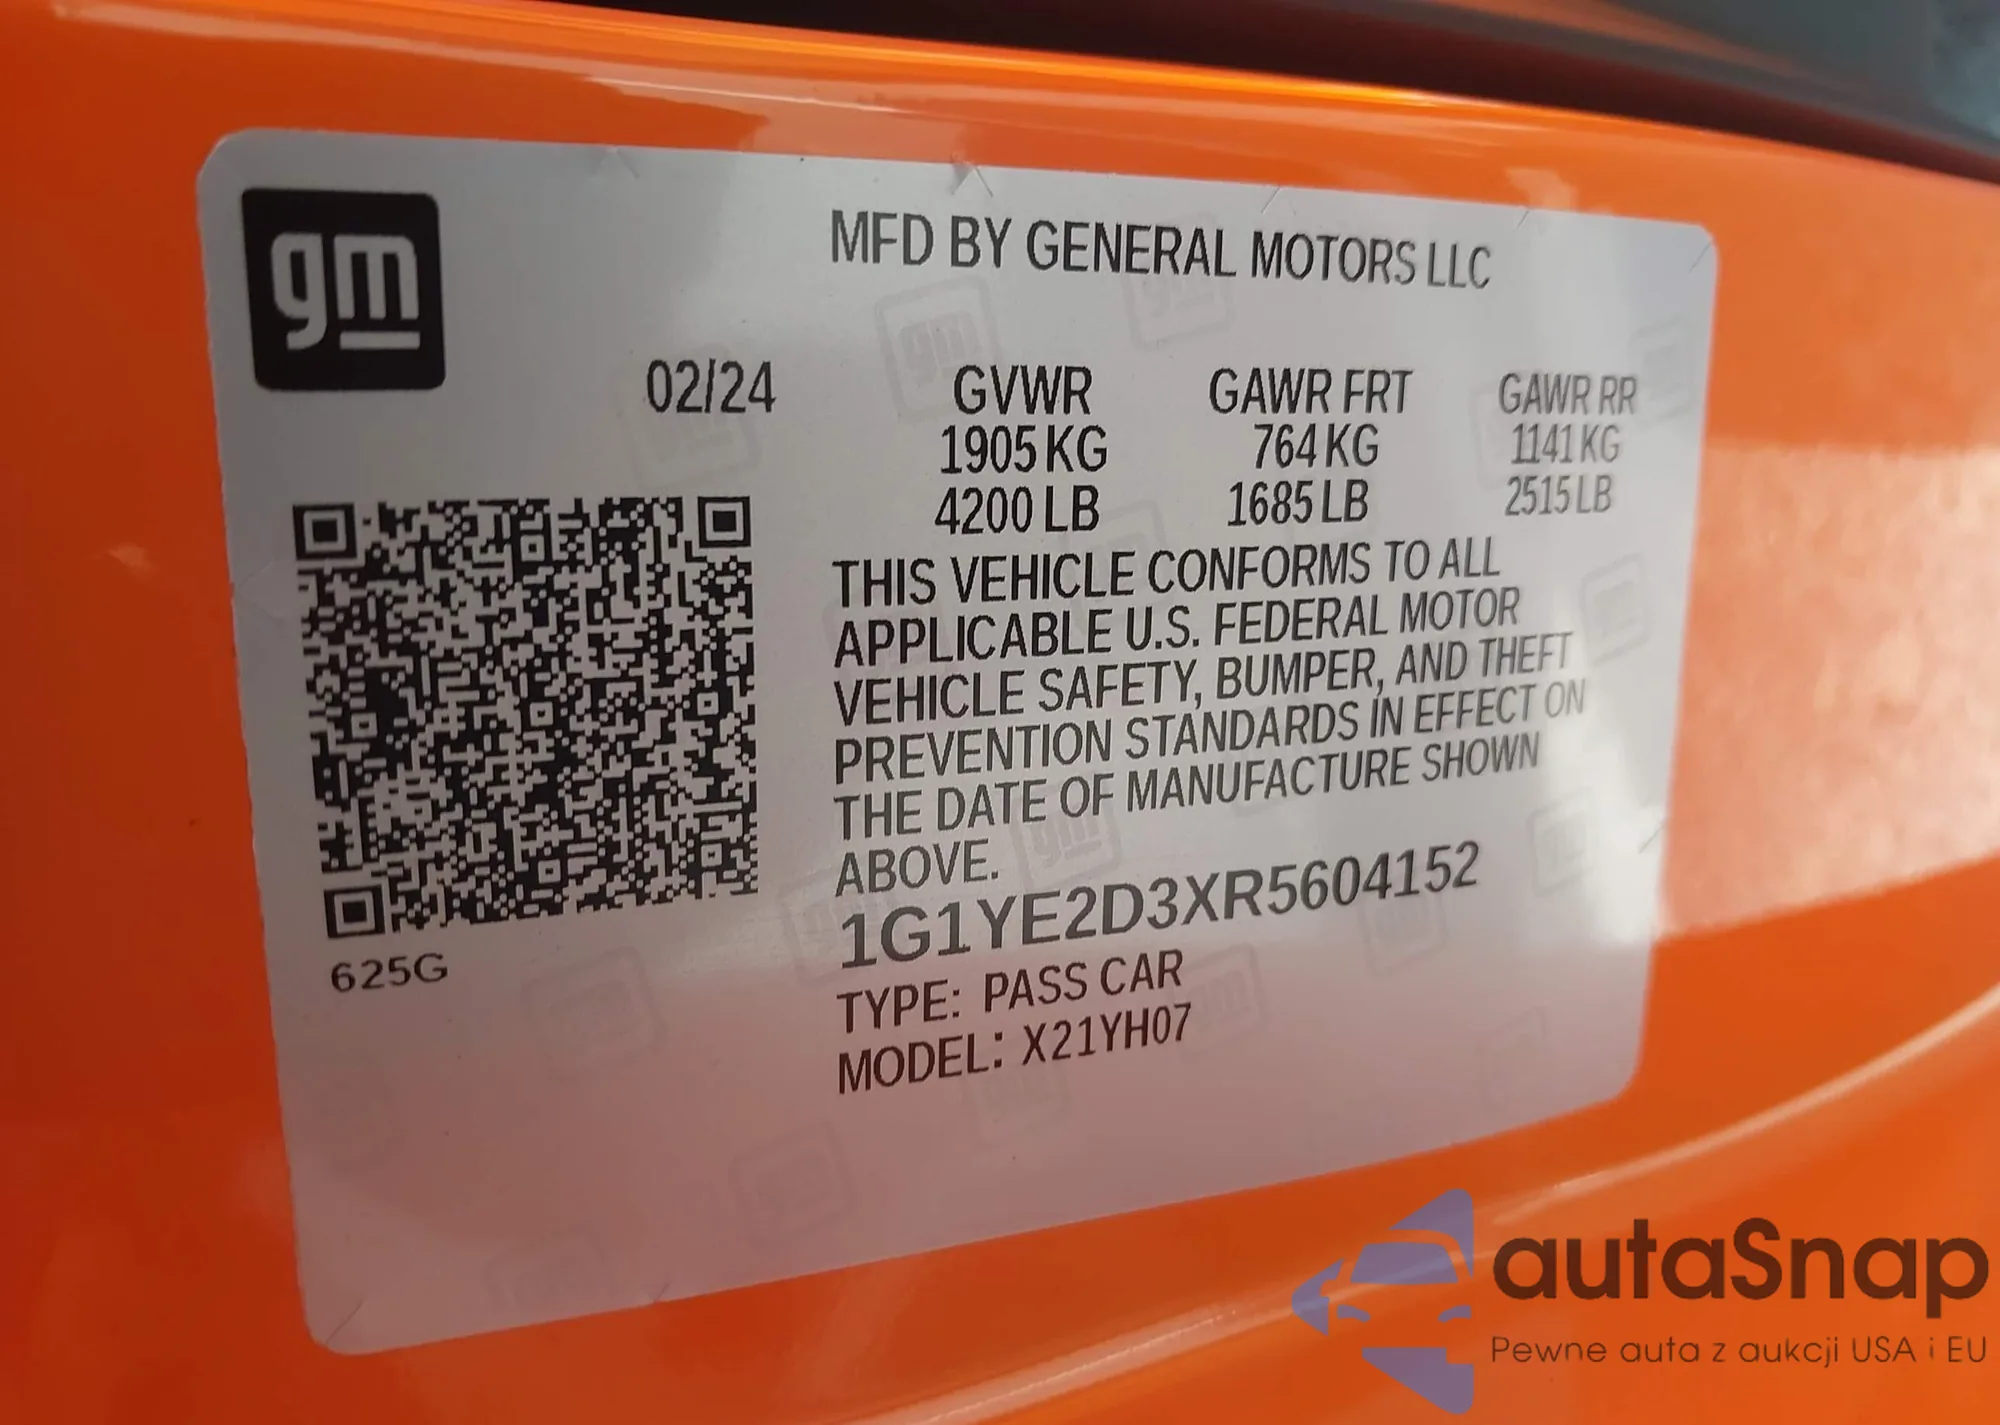 gm
MFD BY GENERAL MOTORS LLC
02/24 GVWR GAWR FRT GAWR RR
1905 KG 764 KG 1141 KG
4200 LB 1685 LB 2515 LB
THIS VEHICLE CONFORMS TO ALL
APPLICABLE U.S. FEDERAL MOTOR
VEHICLE SAFETY, BUMPER, AND THEFT
PREVENTION STANDARDS IN EFFECT ON
THE DATE OF MANUFACTURE SHOWN
ABOVE.
1G1YE2D3XR5604152
625G
TYPE: PASS CAR
MODEL: X21YH07
autaSnap
Pewne auta z aukcji USA i EU